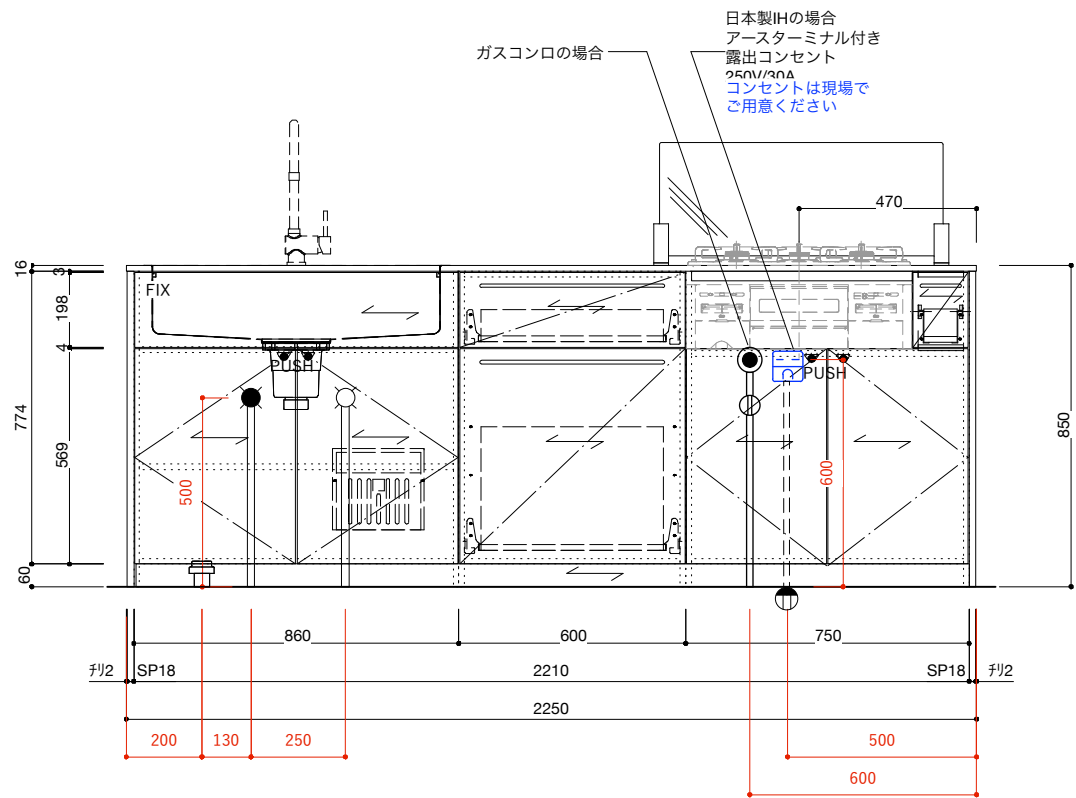 日本製IHの場合
アースターミナル付き
露出コンセント
250V/30A
コンセントは現場で
ご用意ください
ガスコンロの場合
470
16
3
198
4
774
569
60
FIX
PUSH
PUSH
500
600
850
860
600
750
ﾁﾘ2
SP18
2210
SP18
ﾁﾘ2
2250
200
130
250
500
600